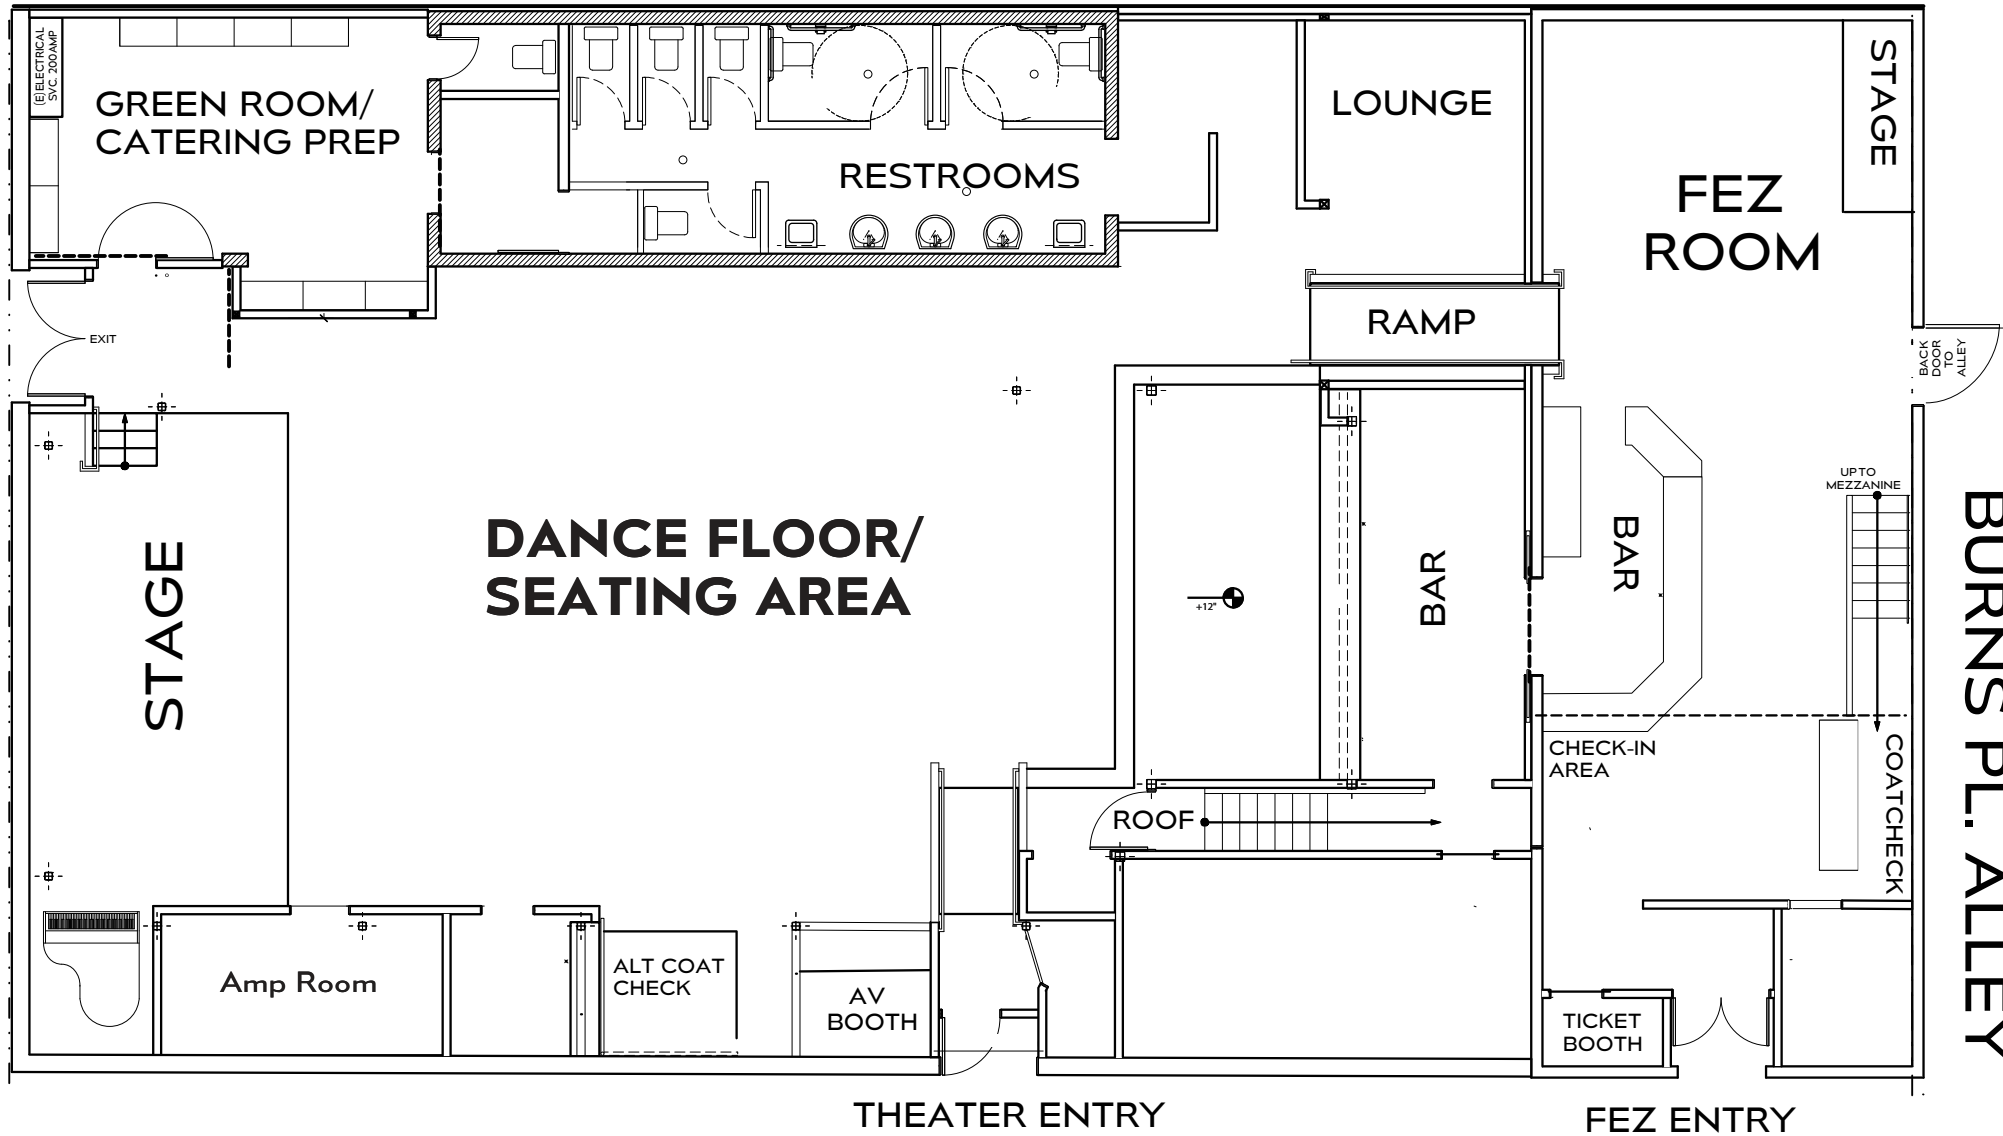 (E)ELECTRICAL
SVC. 200AMP
GREEN ROOM/
CATERING PREP
RESTROOMS
LOUNGE
STAGE
FEZ
ROOM
RAMP
EXIT
BACK
DOOR
TO
ALLEY
UP TO
MEZZANINE
DANCE FLOOR/
SEATING AREA
STAGE
+12"
BAR
BAR
BURNS PL. ALLEY
CHECK-IN
AREA
COATCHECK
ROOF
Amp Room
ALT COAT
CHECK
AV
BOOTH
TICKET
BOOTH
THEATER ENTRY
FEZ ENTRY